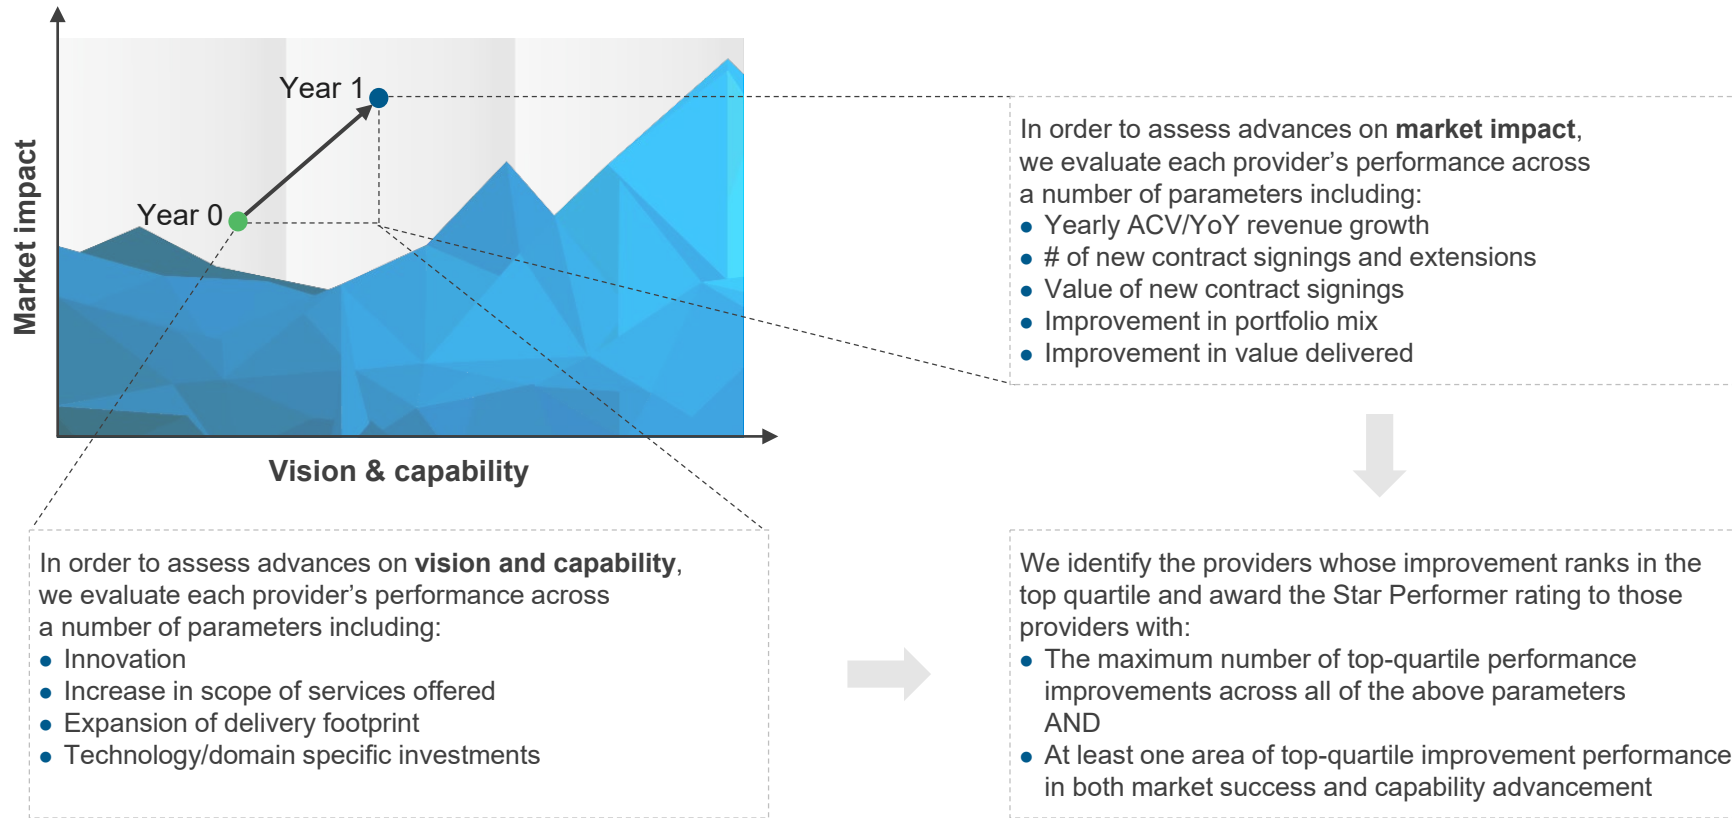 Year 1
Year 0
Market impact
Vision & capability
In order to assess advances on market impact,
we evaluate each provider’s performance across
a number of parameters including:
● Yearly ACV/YoY revenue growth
● # of new contract signings and extensions
● Value of new contract signings
● Improvement in portfolio mix
● Improvement in value delivered
In order to assess advances on vision and capability,
we evaluate each provider’s performance across
a number of parameters including:
● Innovation
● Increase in scope of services offered
● Expansion of delivery footprint
● Technology/domain specific investments
We identify the providers whose improvement ranks in the
top quartile and award the Star Performer rating to those
providers with:
● The maximum number of top-quartile performance
improvements across all of the above parameters
AND
● At least one area of top-quartile improvement performance
in both market success and capability advancement